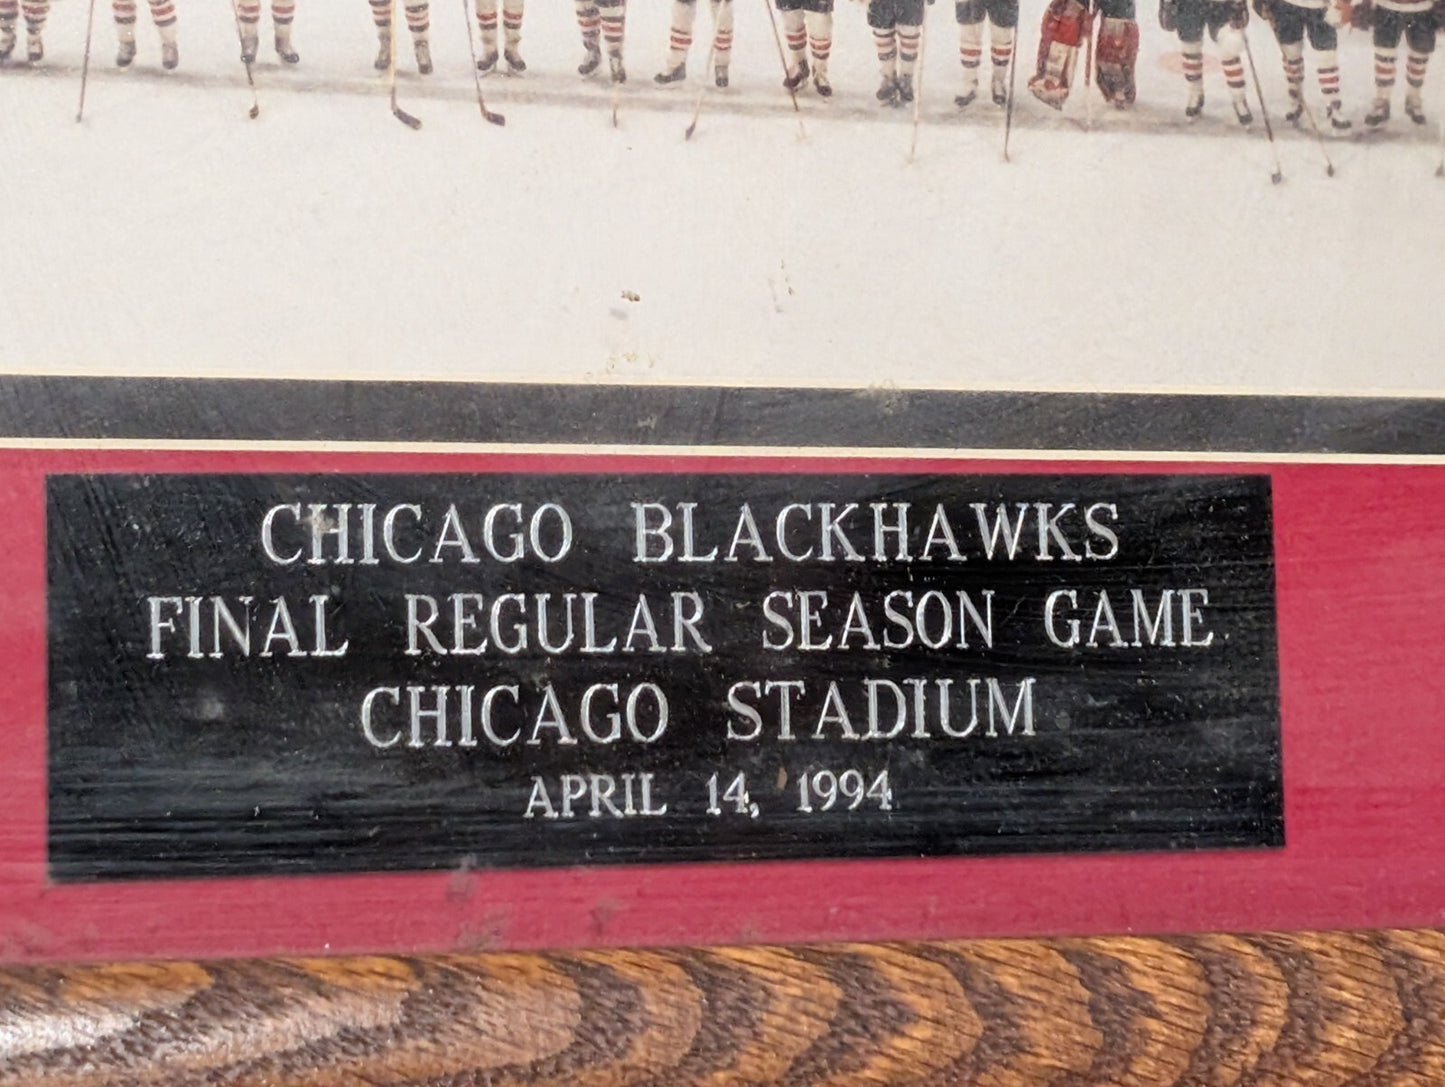 CHICAGO BLACKHAWKS
FINAL REGULAR SEASON GAME
CHICAGO STADIUM
APRIL 14, 1994